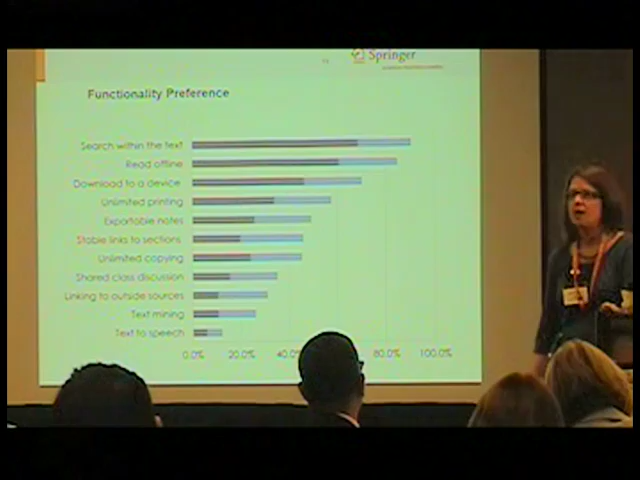 Springer
Functionality Preference
Search within the text
Read offline
Download to a device
Unlimited printing
Exportable notes
Stable links to sections
Unlimited copying
Shared class discussion
Linking to outside sources
Text mining
Text to speech
0.0% 20.0% 40.0% 80.0% 100.0%